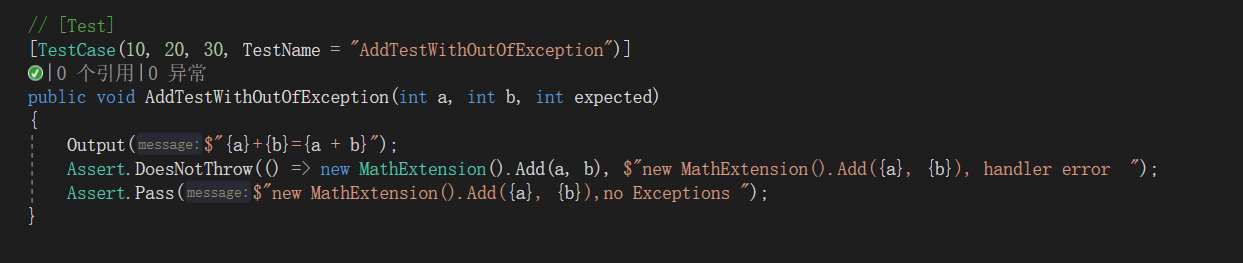 // [Test]
[TestCase(10, 20, 30, TestName = "AddTestWithOutOfException")]
|0 个引用|0 异常
public void AddTestWithOutOfException(int a, int b, int expected)
{
Output(message:$"{a}+{b}={a + b}");
Assert.DoesNotThrow(() => new MathExtension().Add(a, b), $"new MathExtension().Add({a}, {b}), handler error  ");
Assert.Pass(message:$"new MathExtension().Add({a}, {b}),no Exceptions ");
}